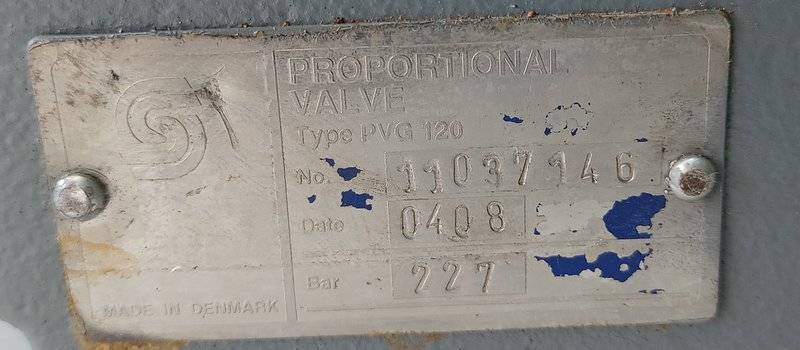 PROPORTIONAL
VALVE
Type PVG 120
No. 11037146
Date 0408
Bar 227
MADE IN DENMARK